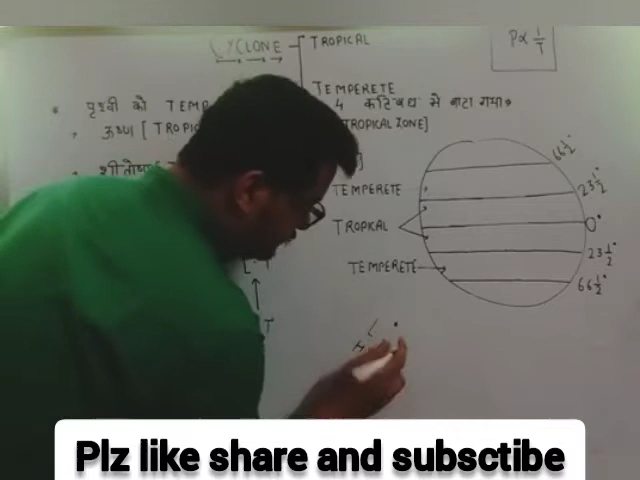 CYCLONE
TROPICAL
P∝ 1/T
TEMPERETE
* पृथ्वी को TEMP 4 कटिबंध में बाटा गया
ऊष्ण [ TROPIC TROPICAL ZONE]
66½°
TEMPERETE
23½°
TROPICAL
0°
TEMPERETE
23½°
66½°
T
L
H
Plz like share and subsctibe